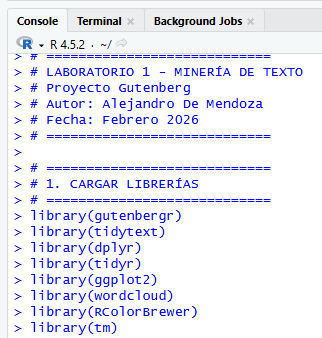 Console Terminal Background Jobs
R 4.5.2 · ~/
> # =============================
> # LABORATORIO 1 - MINERÍA DE TEXTO
> # Proyecto Gutenberg
> # Autor: Alejandro De Mendoza
> # Fecha: Febrero 2026
> # =============================
>
> # =============================
> # 1. CARGAR LIBRERÍAS
> # =============================
> library(gutenbergr)
> library(tidytext)
> library(dplyr)
> library(tidyr)
> library(ggplot2)
> library(wordcloud)
> library(RColorBrewer)
> library(tm)